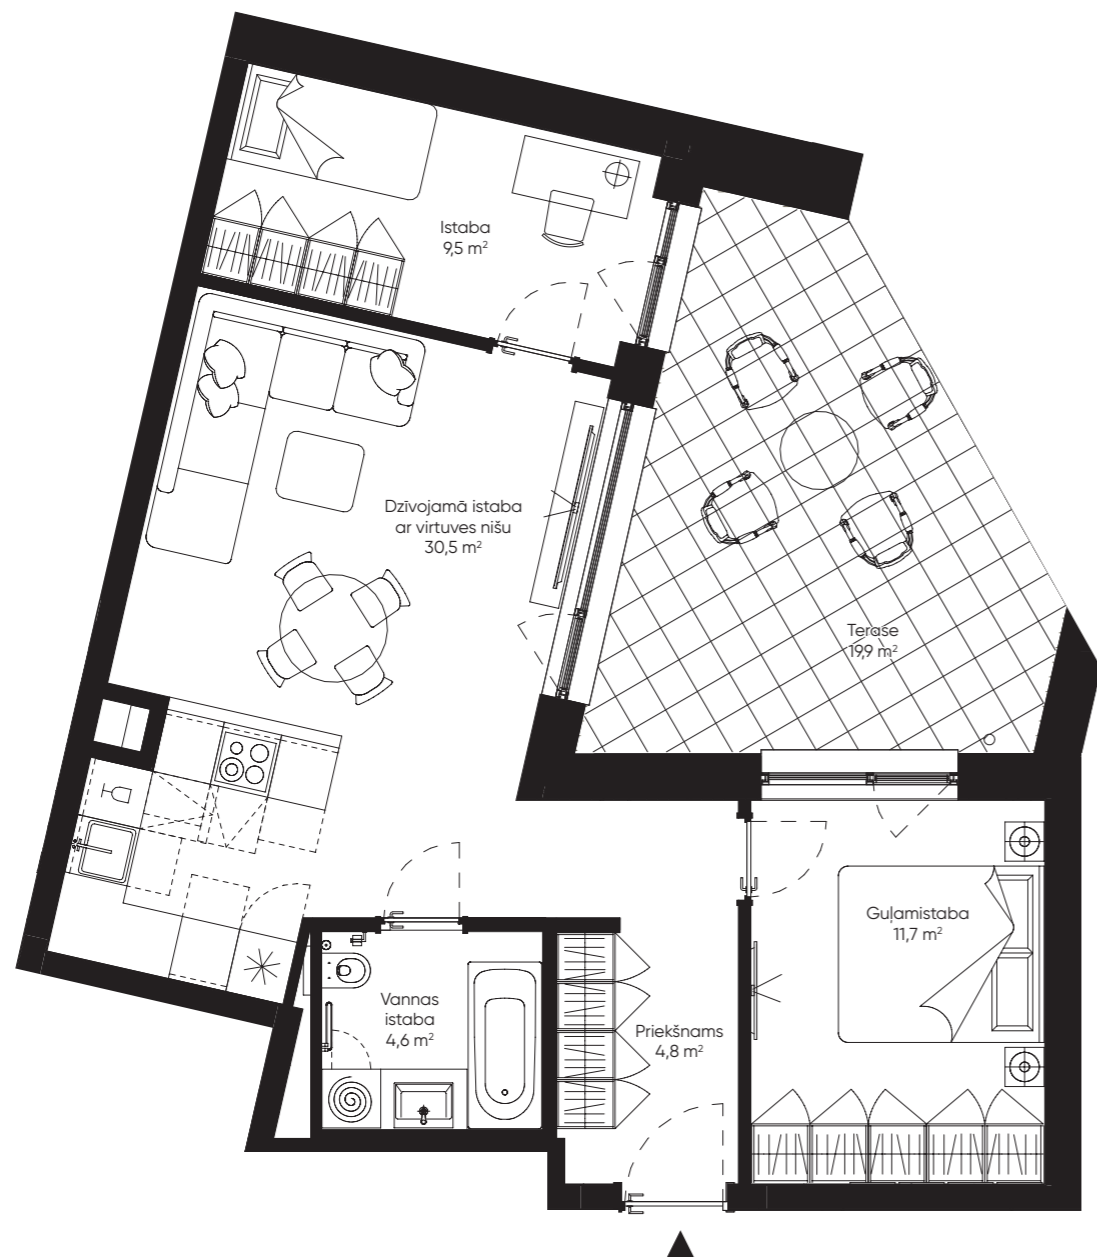 Istaba
9,5 m²
Dzīvojamā istaba
ar virtuves nišu
30,5 m²
Terase
19,9 m²
Guļamistaba
11,7 m²
Vannas
istaba
4,6 m²
Priekšnams
4,8 m²